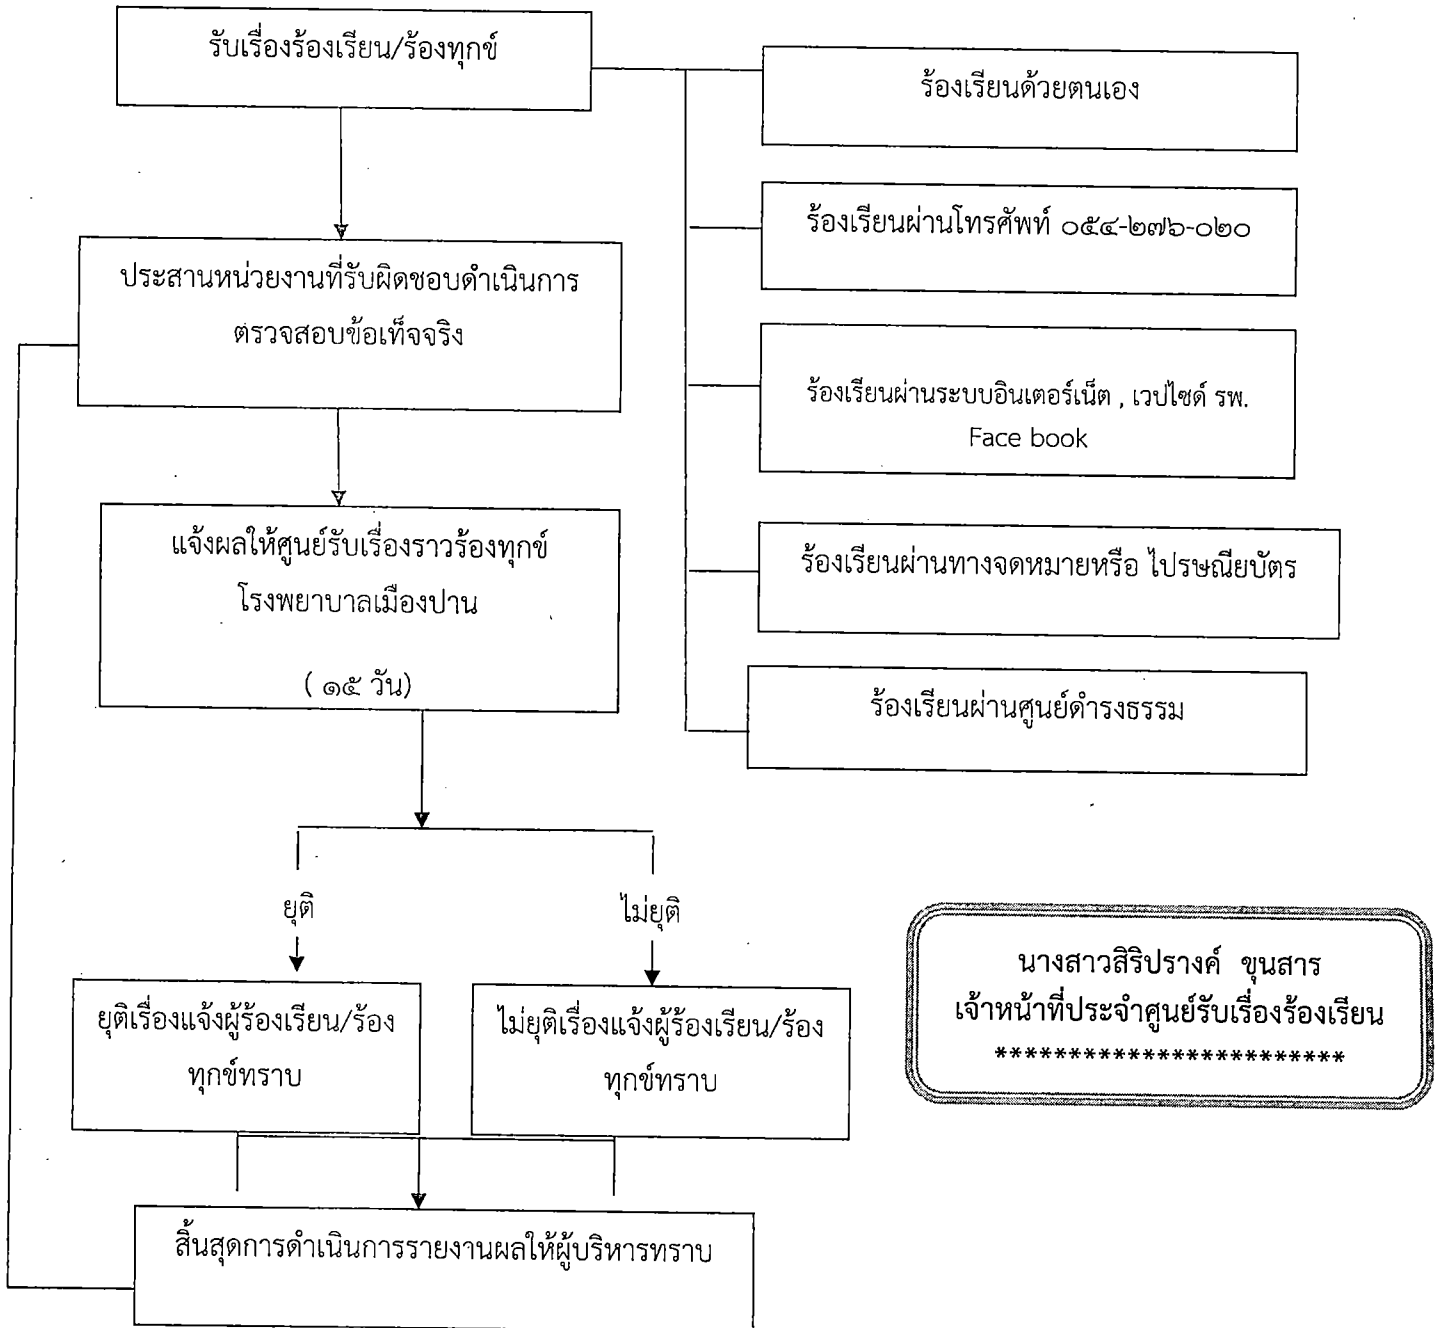 รับเรื่องร้องเรียน/ร้องทุกข์
ร้องเรียนด้วยตนเอง
ร้องเรียนผ่านโทรศัพท์ ๐๕๔-๒๗๖-๐๒๐
ประสานหน่วยงานที่รับผิดชอบดำเนินการ
ตรวจสอบข้อเท็จจริง
ร้องเรียนผ่านระบบอินเตอร์เน็ต , เวปไซด์ รพ.
Face book
แจ้งผลให้ศูนย์รับเรื่องราวร้องทุกข์
โรงพยาบาลเมืองปาน
( ๑๕ วัน)
ร้องเรียนผ่านทางจดหมายหรือ ไปรษณียบัตร
ร้องเรียนผ่านศูนย์ดำรงธรรม
ยุติ
ไม่ยุติ
ยุติเรื่องแจ้งผู้ร้องเรียน/ร้อง
ทุกข์ทราบ
ไม่ยุติเรื่องแจ้งผู้ร้องเรียน/ร้อง
ทุกข์ทราบ
นางสาวสิริปรางค์ ขุนสาร
เจ้าหน้าที่ประจำศูนย์รับเรื่องร้องเรียน
************************
สิ้นสุดการดำเนินการรายงานผลให้ผู้บริหารทราบ